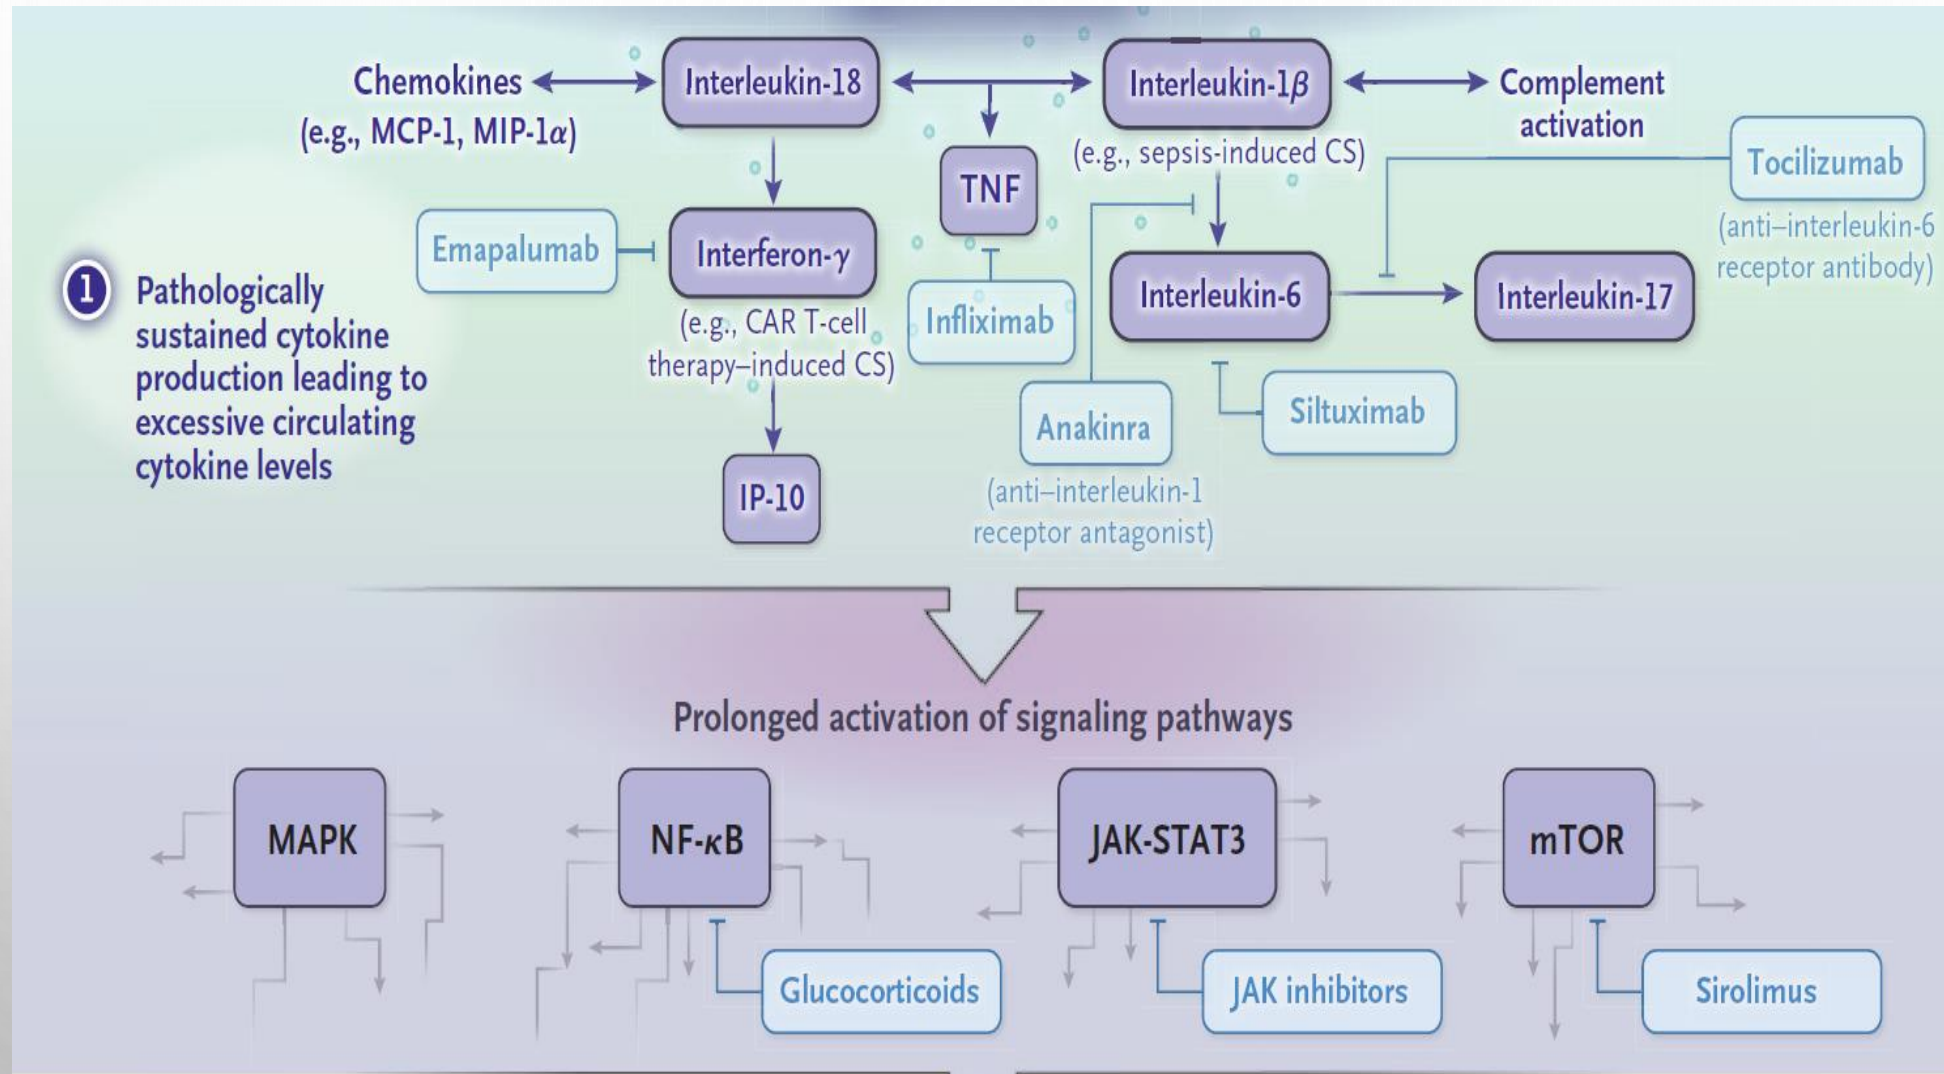 Chemokines
(e.g., MCP-1, MIP-1α)
Interleukin-18
Interleukin-1β
(e.g., sepsis-induced CS)
Complement
activation
TNF
Tocilizumab
(anti–interleukin-6
receptor antibody)
Emapalumab
Interferon-γ
(e.g., CAR T-cell
therapy–induced CS)
Infliximab
Interleukin-6
Interleukin-17
1
Pathologically
sustained cytokine
production leading to
excessive circulating
cytokine levels
Anakinra
(anti–interleukin-1
receptor antagonist)
Siltuximab
IP-10
Prolonged activation of signaling pathways
MAPK
NF-κB
JAK-STAT3
mTOR
Glucocorticoids
JAK inhibitors
Sirolimus